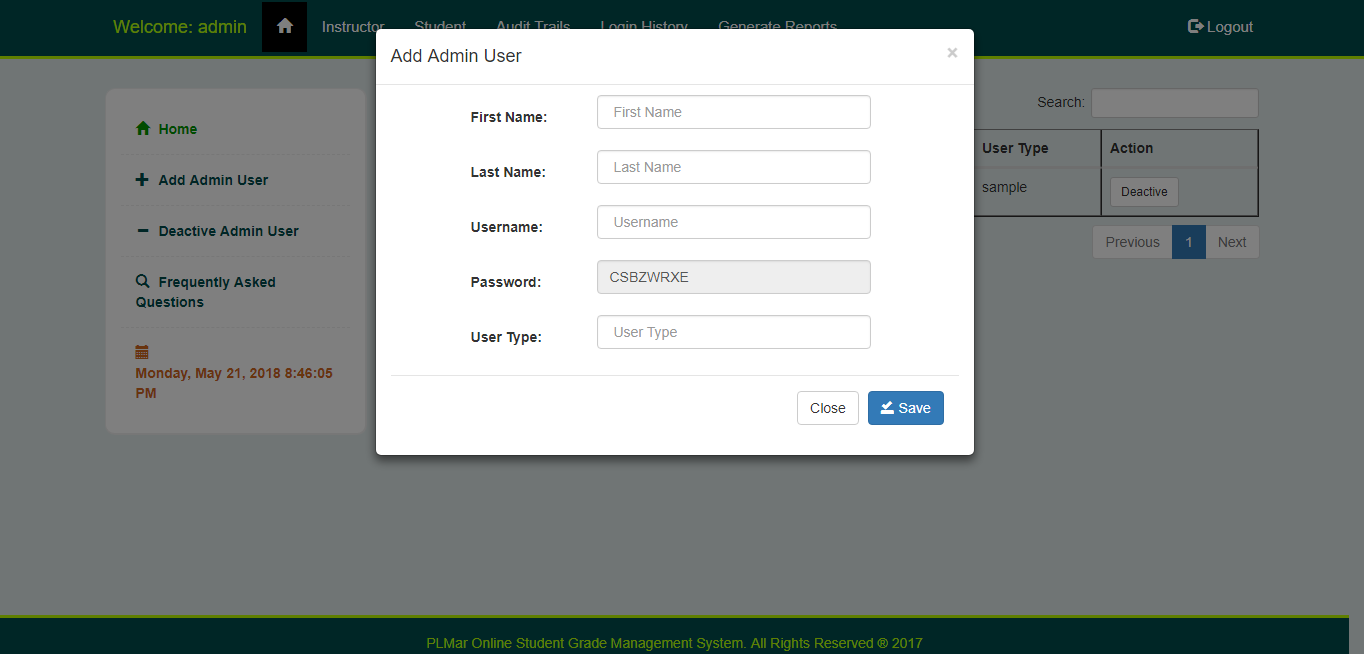 Welcome: admin
Instructor
Student
Audit Trails
Login History
Generate Reports
Logout
Add Admin User
×
First Name:
First Name
Last Name:
Last Name
Username:
Username
Password:
CSBZWRXE
User Type:
User Type
Close
Save
Home
Add Admin User
Deactive Admin User
Frequently Asked
Questions
Monday, May 21, 2018 8:46:05
PM
Search:
User Type
Action
sample
Deactive
Previous
1
Next
PLMar Online Student Grade Management System. All Rights Reserved ® 2017